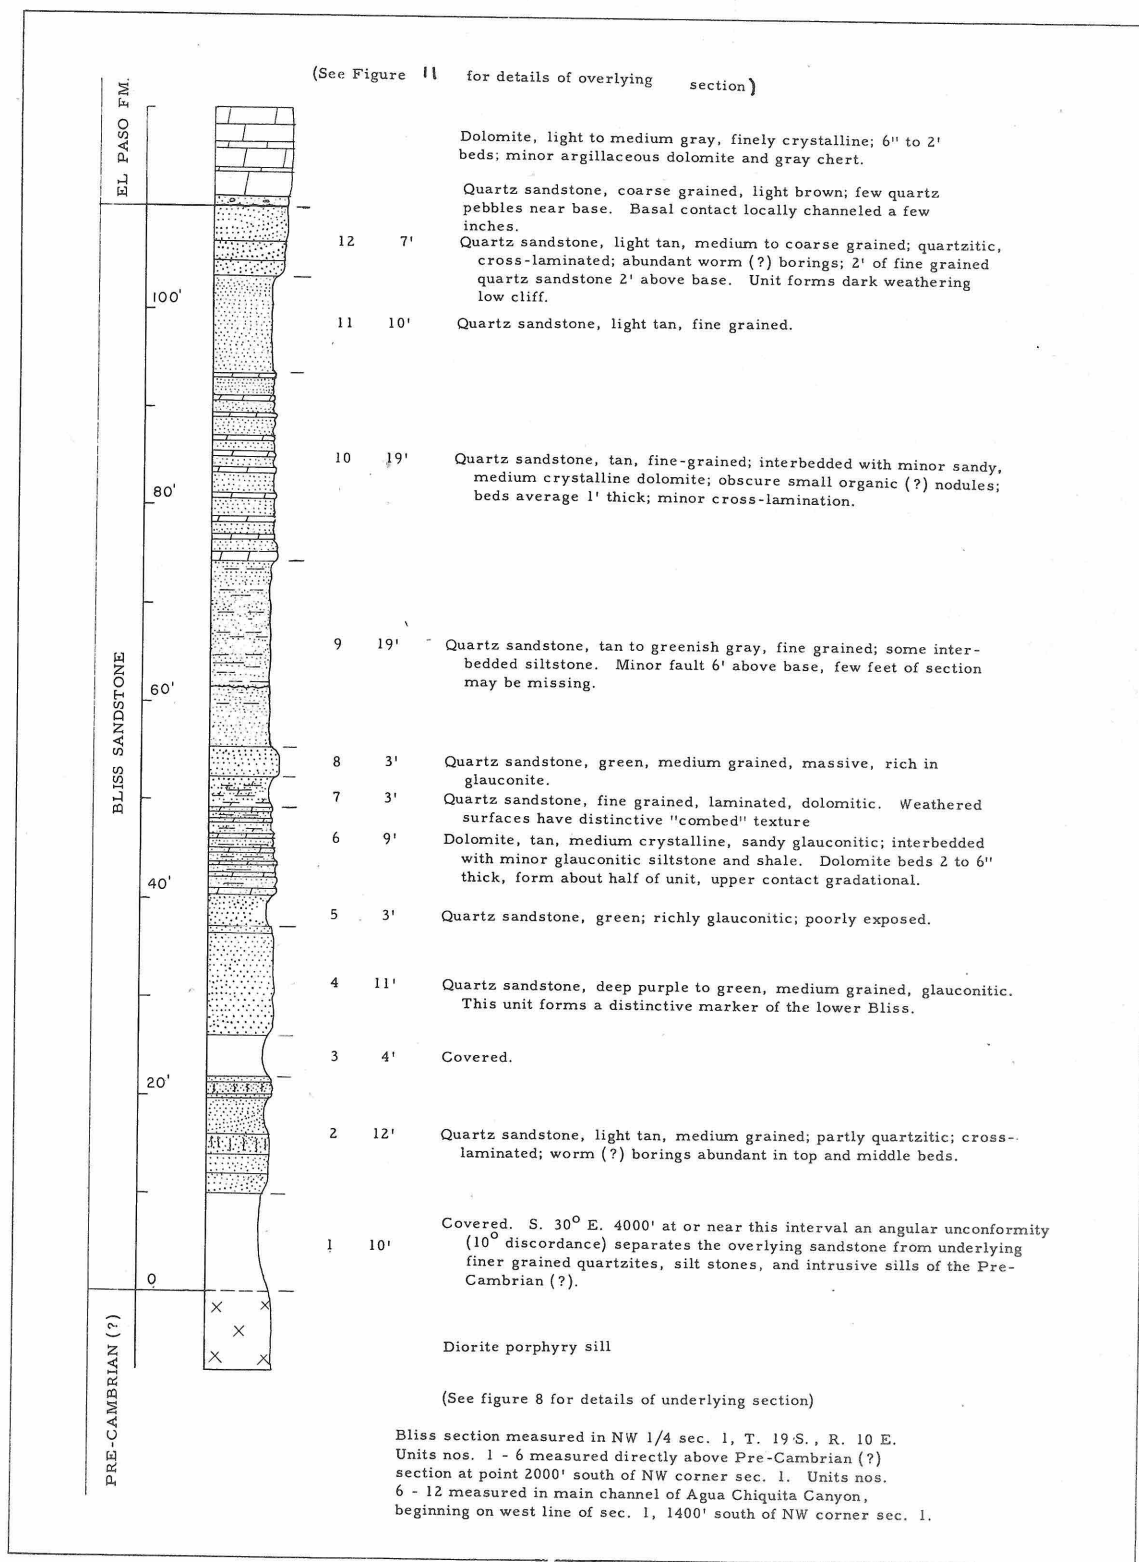 (See Figure 11 for details of overlying section)
EL PASO FM.
Dolomite, light to medium gray, finely crystalline; 6" to 2'
beds; minor argillaceous dolomite and gray chert.
Quartz sandstone, coarse grained, light brown; few quartz
pebbles near base. Basal contact locally channeled a few
inches.
12 7' Quartz sandstone, light tan, medium to coarse grained; quartzitic,
cross-laminated; abundant worm (?) borings; 2' of fine grained
quartz sandstone 2' above base. Unit forms dark weathering
low cliff.
100'
11 10' Quartz sandstone, light tan, fine grained.
10 19' Quartz sandstone, tan, fine-grained; interbedded with minor sandy,
medium crystalline dolomite; obscure small organic (?) nodules;
beds average 1' thick; minor cross-lamination.
80'
BLISS SANDSTONE
9 19' Quartz sandstone, tan to greenish gray, fine grained; some inter-
bedded siltstone. Minor fault 6' above base, few feet of section
may be missing.
60'
8 3' Quartz sandstone, green, medium grained, massive, rich in
glauconite.
7 3' Quartz sandstone, fine grained, laminated, dolomitic. Weathered
surfaces have distinctive "combed" texture
6 9' Dolomite, tan, medium crystalline, sandy glauconitic; interbedded
with minor glauconitic siltstone and shale. Dolomite beds 2 to 6"
thick, form about half of unit, upper contact gradational.
40'
5 3' Quartz sandstone, green; richly glauconitic; poorly exposed.
4 11' Quartz sandstone, deep purple to green, medium grained, glauconitic.
This unit forms a distinctive marker of the lower Bliss.
3 4' Covered.
20'
2 12' Quartz sandstone, light tan, medium grained; partly quartzitic; cross-
laminated; worm (?) borings abundant in top and middle beds.
1 10' Covered. S. 30° E. 4000' at or near this interval an angular unconformity
(10° discordance) separates the overlying sandstone from underlying
finer grained quartzites, silt stones, and intrusive sills of the Pre-
Cambrian (?).
0
PRE-CAMBRIAN (?)
Diorite porphyry sill
(See figure 8 for details of underlying section)
Bliss section measured in NW 1/4 sec. 1, T. 19 S., R. 10 E.
Units nos. 1 - 6 measured directly above Pre-Cambrian (?)
section at point 2000' south of NW corner sec. 1. Units nos.
6 - 12 measured in main channel of Agua Chiquita Canyon,
beginning on west line of sec. 1, 1400' south of NW corner sec. 1.